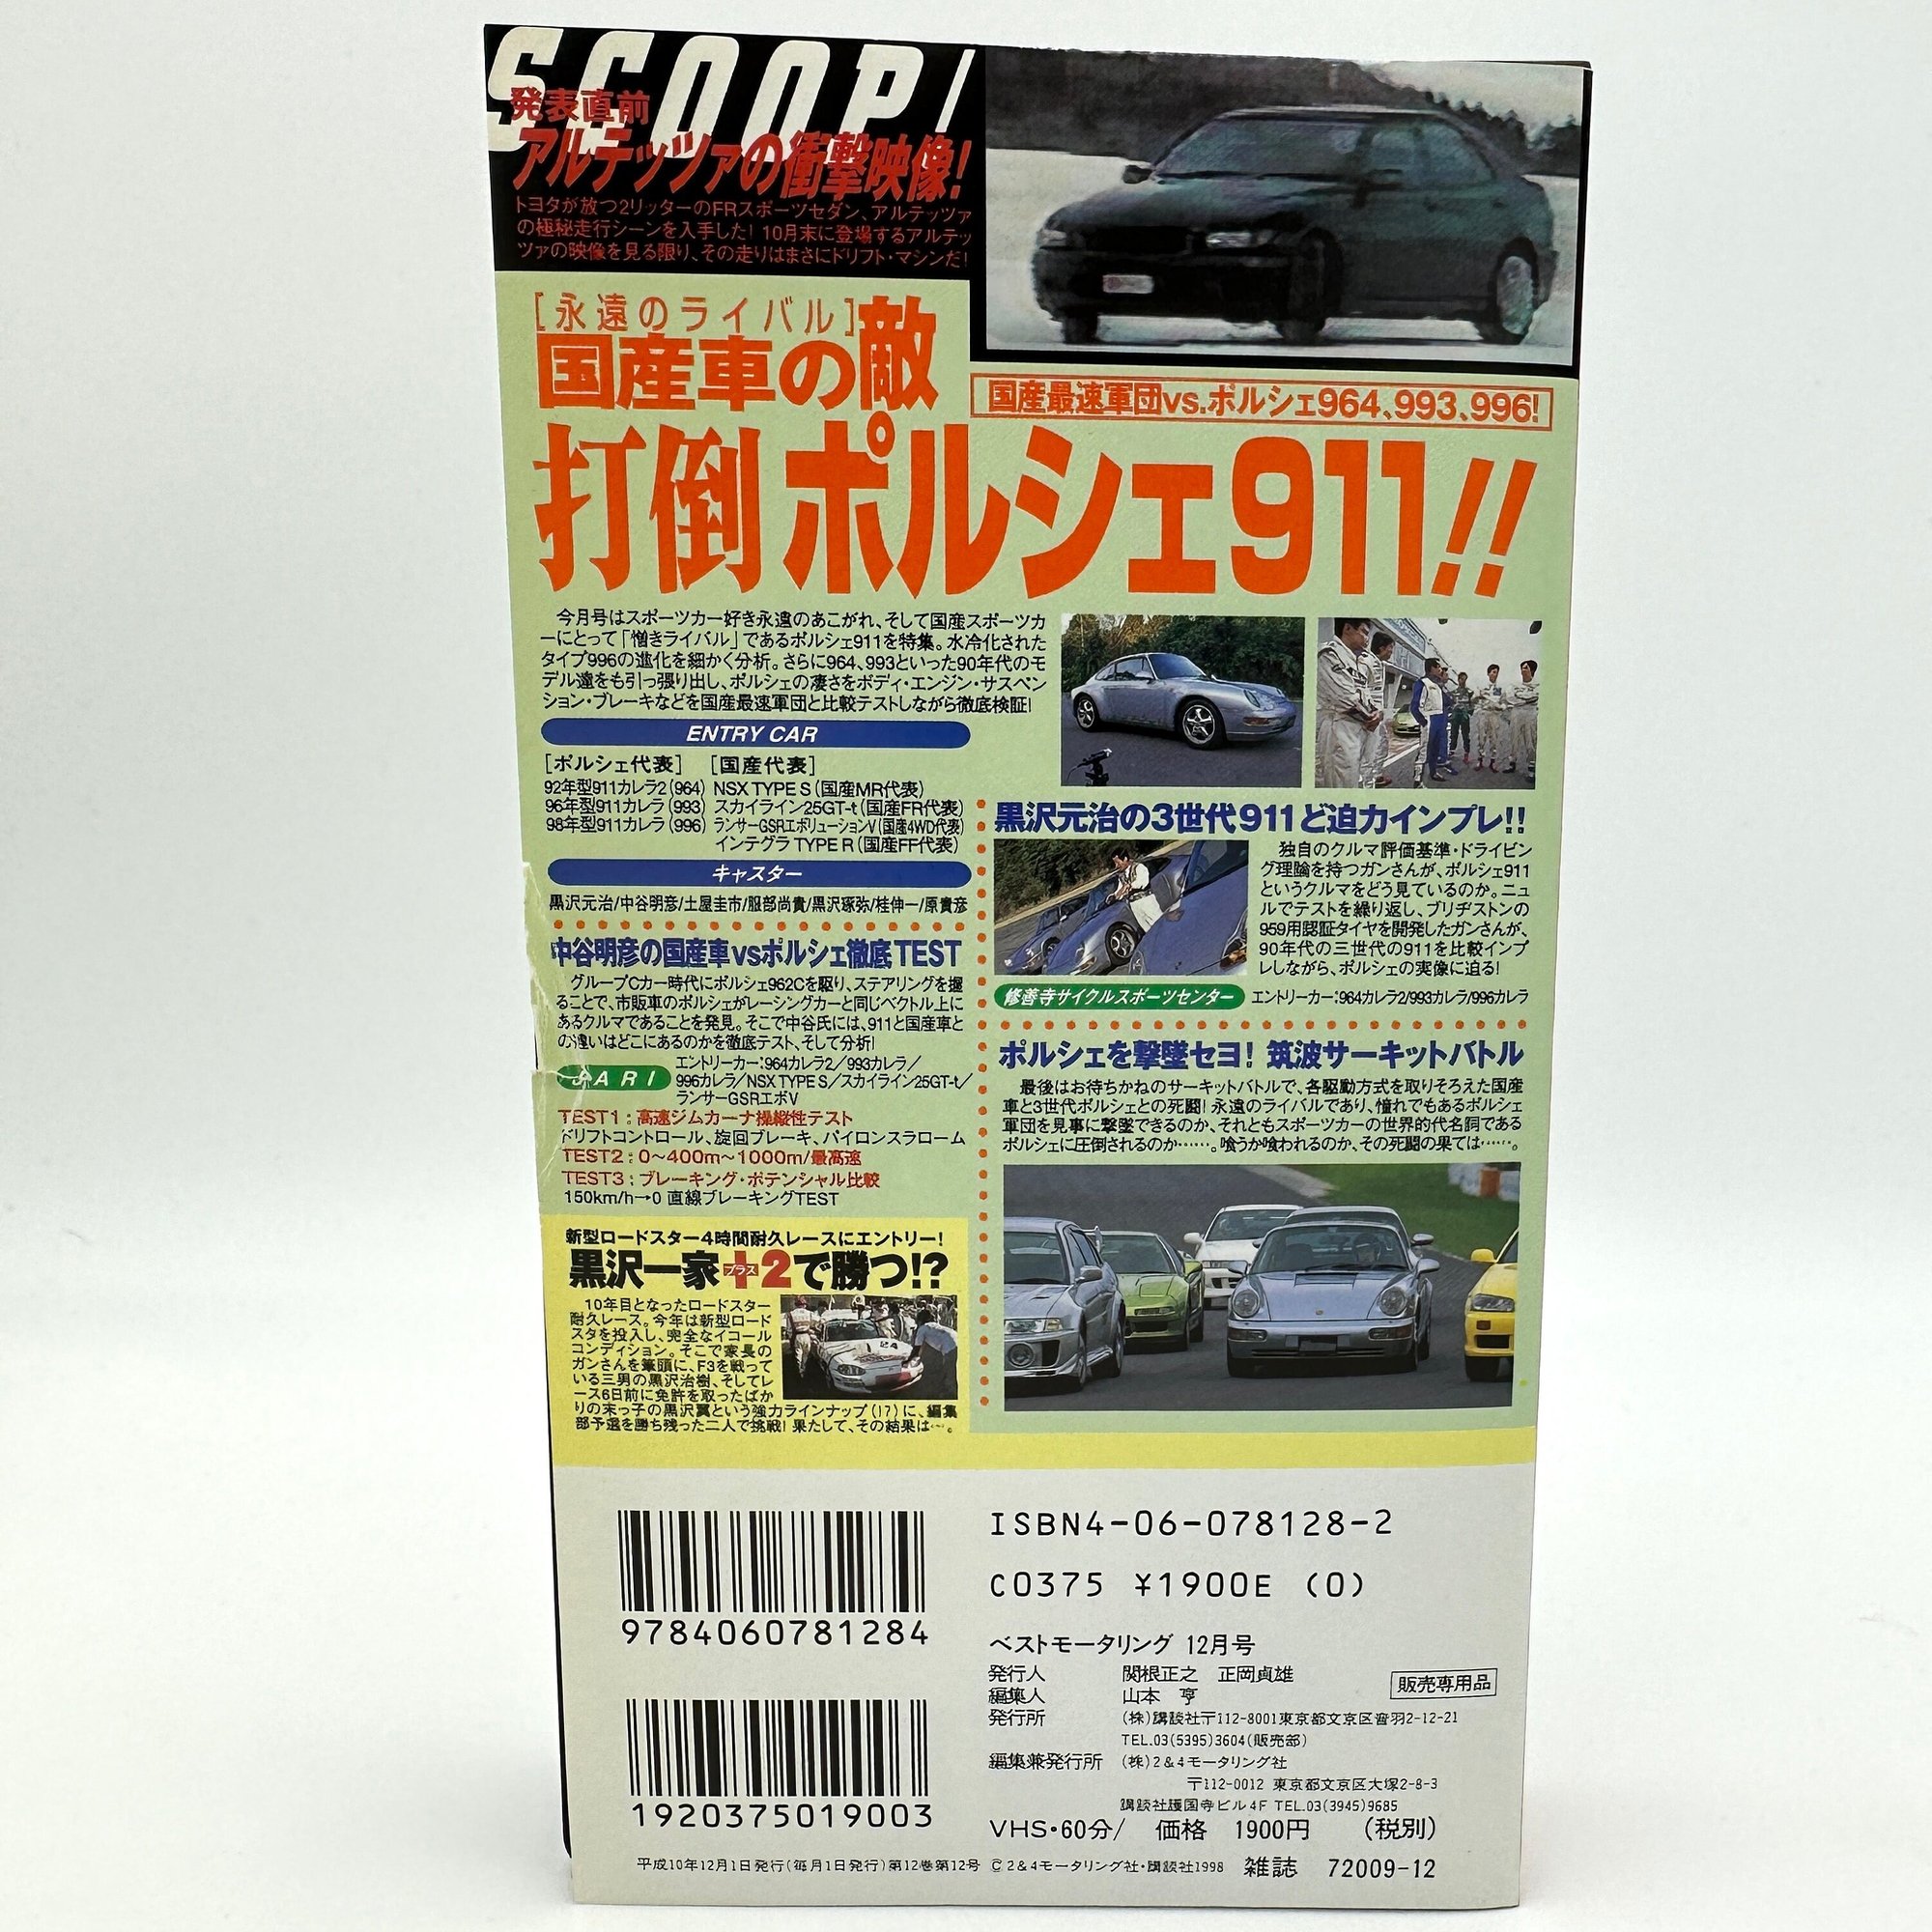 SCOOP!
発表直前
アルテッツァの衝撃映像!
トヨタが放つ2リッターのFRスポーツセダン、アルテッツァ
の極秘走行シーンを入手した! 10月末に登場するアルテッ
ツァの映像を見る限り、その走りはまさにドリフト・マシンだ!
[永遠のライバル]
国産車の敵
国産最速軍団vs.ポルシェ964、993、996!
打倒ポルシェ911!!
今月号はスポーツカー好き永遠のあこがれ、そして国産スポーツカ
ーにとって「憎きライバル」であるポルシェ911を特集。水冷化された
タイプ996の進化を細かく分析。さらに964、993といった90年代のモ
デル達をも引っ張り出し、ポルシェの凄さをボディ・エンジン・サスペン
ション・ブレーキなどを国産最速軍団と比較テストしながら徹底検証!
ENTRY CAR
[ポルシェ代表] [国産代表]
92年型911カレラ2(964) NSX TYPE S(国産MR代表)
96年型911カレラ(993) スカイライン25GT-t(国産FR代表)
98年型911カレラ(996) ランサーGSRエボリューションV(国産4WD代表)
インテグラ TYPE R(国産FF代表)
キャスター
黒沢元治/中谷明彦/土屋圭市/服部尚貴/黒沢琢弥/桂伸一/原貴彦
中谷明彦の国産車vsポルシェ徹底TEST
グループCカー時代にポルシェ962Cを駆り、ステアリングを握
ることで、市販車のポルシェがレーシングカーと同じベクトル上に
あるクルマであることを発見。そこで中谷氏には、911と国産車と
の違いはどこにあるのかを徹底テスト、そして分析!
JARI
エントリーカー:964カレラ2/993カレラ/
996カレラ/NSX TYPE S/スカイライン25GT-t/
ランサーGSRエボV
TEST1:高速ジムカーナ操縦性テスト
ドリフトコントロール、旋回ブレーキ、パイロンスラローム
TEST2:0〜400m〜1000m/最高速
TEST3:ブレーキング・ポテンシャル比較
150km/h→0 直線ブレーキングTEST
新型ロードスター4時間耐久レースにエントリー!
黒沢一家+プラス2で勝つ!?
10年目となったロードスター
耐久レース。今年は新型ロード
スタを投入し、完全なイコール
コンディション。そこで家長の
ガンさんを筆頭に、F3を戦って
いる三男の黒沢治樹、そしてレ
ース6日前に免許を取ったばか
りの末っ子の黒沢翼という強力ラインナップ(!?)に、編集
部予選を勝ち残った二人で挑戦! 果たして、その結果は…。
黒沢元治の3世代911ど迫力インプレ!!
独自のクルマ評価基準・ドライビン
グ理論を持つガンさんが、ポルシェ911
というクルマをどう見ているのか。ニュ
ルでテストを繰り返し、ブリヂストンの
959用認証タイヤを開発したガンさんが、
90年代の三世代の911を比較インプ
レしながら、ポルシェの実像に迫る!
修善寺サイクルスポーツセンター エントリーカー:964カレラ2/993カレラ/996カレラ
ポルシェを撃墜セヨ! 筑波サーキットバトル
最後はお待ちかねのサーキットバトルで、各駆動方式を取りそろえた国産
車と3世代ポルシェとの死闘! 永遠のライバルであり、憧れでもあるポルシェ
軍団を見事に撃墜できるのか、それともスポーツカーの世界的代名詞である
ポルシェに圧倒されるのか……。喰うか喰われるのか、その死闘の果ては……。
ISBN4-06-078128-2
C0375 ¥1900E (0)
9784060781284
1920375019003
ベストモータリング 12月号
発行人 関根正之 正岡貞雄
編集人 山本 亨
販売専用品
発行所 (株)講談社〒112-8001東京都文京区音羽2-12-21
TEL.03(5395)3604(販売部)
編集兼発行所 (株)2&4モータリング社
〒112-0012 東京都文京区大塚2-8-3
講談社護国寺ビル4F TEL.03(3945)9685
VHS・60分/ 価格 1900円 (税別)
平成10年12月1日発行(毎月1日発行)第12巻第12号 ©2&4モータリング社・講談社1998 雑誌 72009-12